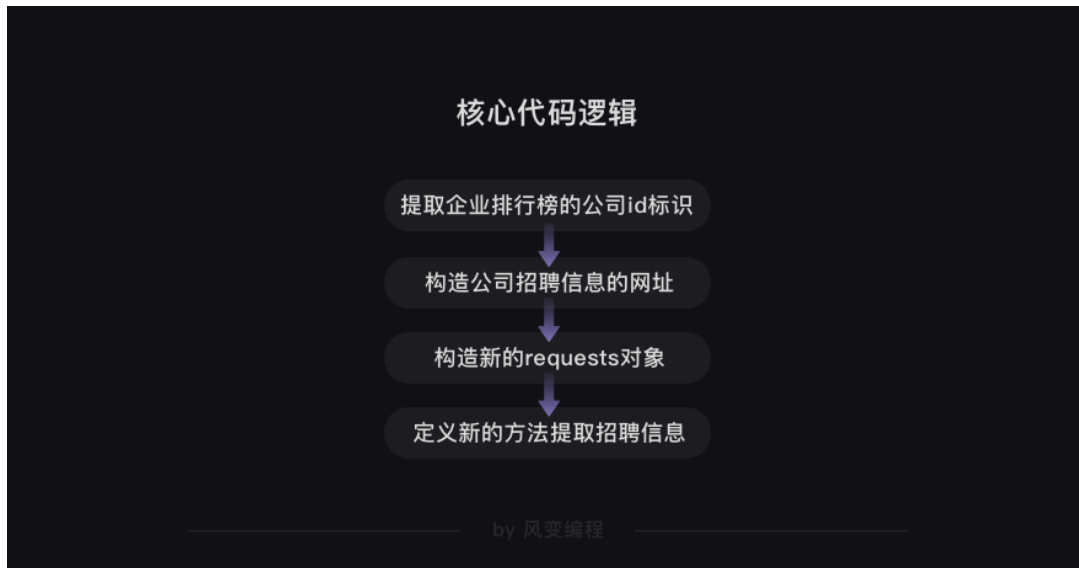 核心代码逻辑
提取企业排行榜的公司id标识
构造公司招聘信息的网址
构造新的requests对象
定义新的方法提取招聘信息
by 风变编程